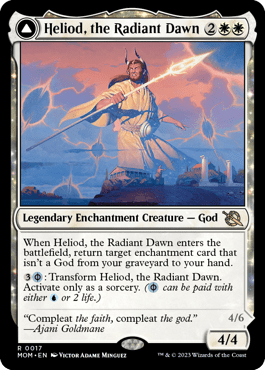 Heliod, the Radiant Dawn 2
Legendary Enchantment Creature — God
When Heliod, the Radiant Dawn enters the
battlefield, return target enchantment card that
isn't a God from your graveyard to your hand.
3 : Transform Heliod, the Radiant Dawn.
Activate only as a sorcery. ( can be paid with
either or 2 life.)
"Compleat the faith, compleat the god."
—Ajani Goldmane
4/6
4/4
R 0017
MOM • EN VICTOR ADAME MINGUEZ
™ & © 2023 Wizards of the Coast